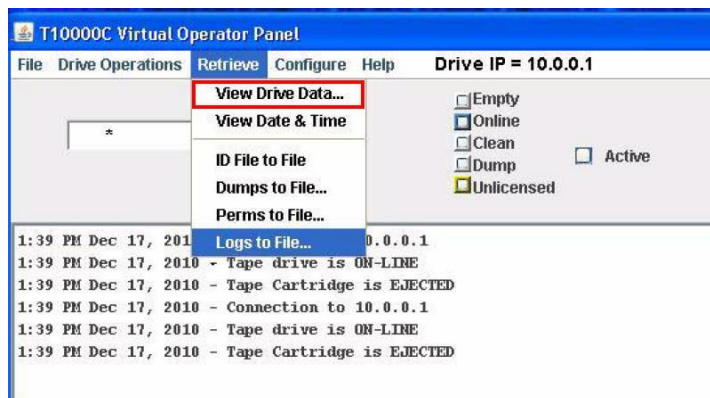 T10000C Virtual Operator Panel
File Drive Operations Retrieve Configure Help Drive IP = 10.0.0.1
View Drive Data...
View Date & Time
ID File to File
Dumps to File...
Perms to File...
Logs to File...
*
Empty
Online
Clean
Dump
Unlicensed
Active
1:39 PM Dec 17, 201 0.0.0.1
1:39 PM Dec 17, 2010 - Tape drive is ON-LINE
1:39 PM Dec 17, 2010 - Tape Cartridge is EJECTED
1:39 PM Dec 17, 2010 - Connection to 10.0.0.1
1:39 PM Dec 17, 2010 - Tape drive is ON-LINE
1:39 PM Dec 17, 2010 - Tape Cartridge is EJECTED